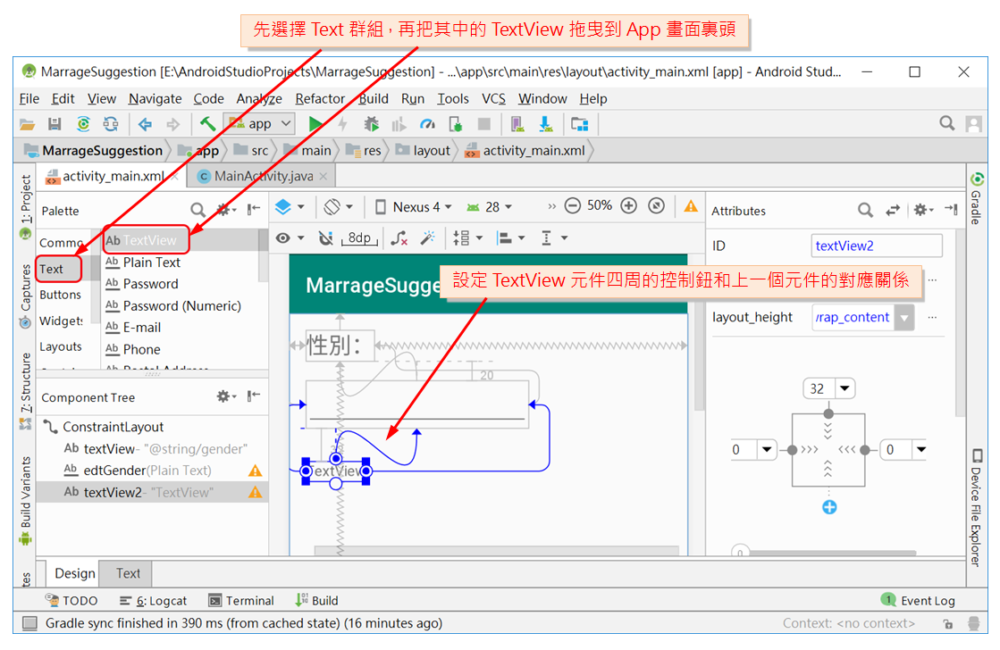 先選擇 Text 群組，再把其中的 TextView 拖曳到 App 畫面裏頭
MarrageSuggestion [E:\AndroidStudioProjects\MarrageSuggestion] - ...\app\src\main\res\layout\activity_main.xml [app] - Android Stud...
File Edit View Navigate Code Analyze Refactor Build Run Tools VCS Window Help
app
MarrageSuggestion app src main res layout activity_main.xml
activity_main.xml MainActivity.java
1: Project
Captures
7: Structure
Build Variants
Palette
Text
Buttons
Layouts
Ab TextView
Ab Plain Text
Ab Password
Ab Password (Numeric)
Ab E-mail
Ab Phone
Component Tree
ConstraintLayout
Ab textView- "@string/gender"
Ab edtGender(Plain Text)
Ab textView2- "TextView"
Nexus 4 28 » 50%
8dp
設定 TextView 元件四周的控制鈕和上一個元件的對應關係
性別：
20
TextView
Attributes
ID textView2
layout_height
32
0 0
Gradle
Device File Explorer
Design Text
TODO 6: Logcat Terminal Build 1 Event Log
Gradle sync finished in 390 ms (from cached state) (16 minutes ago) Context: <no context>